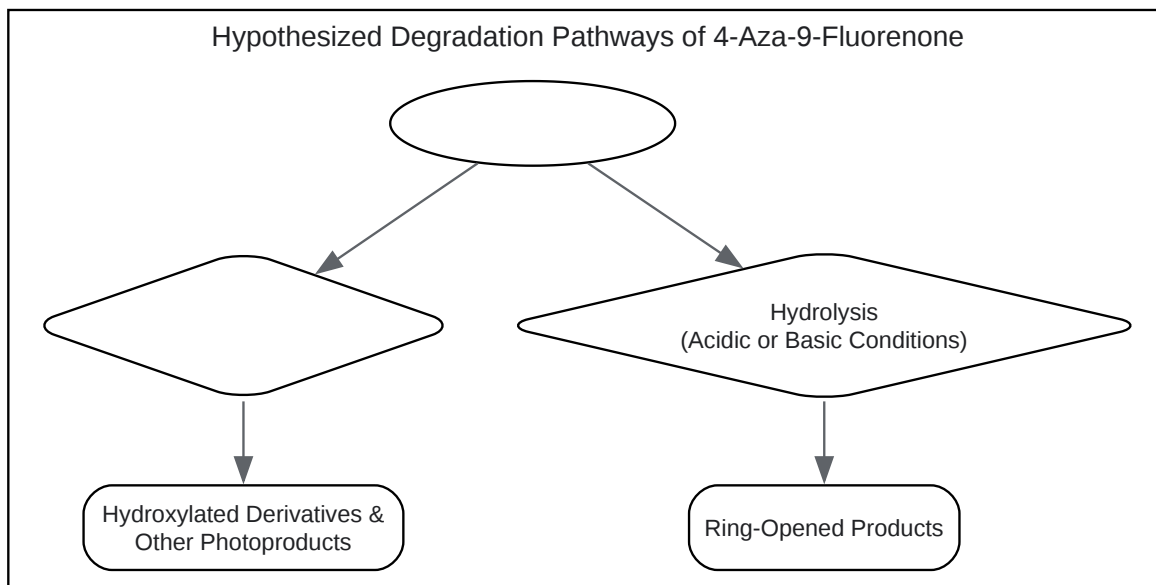 Hypothesized Degradation Pathways of 4-Aza-9-Fluorenone
Hydrolysis
(Acidic or Basic Conditions)
Hydroxylated Derivatives &
Other Photoproducts
Ring-Opened Products